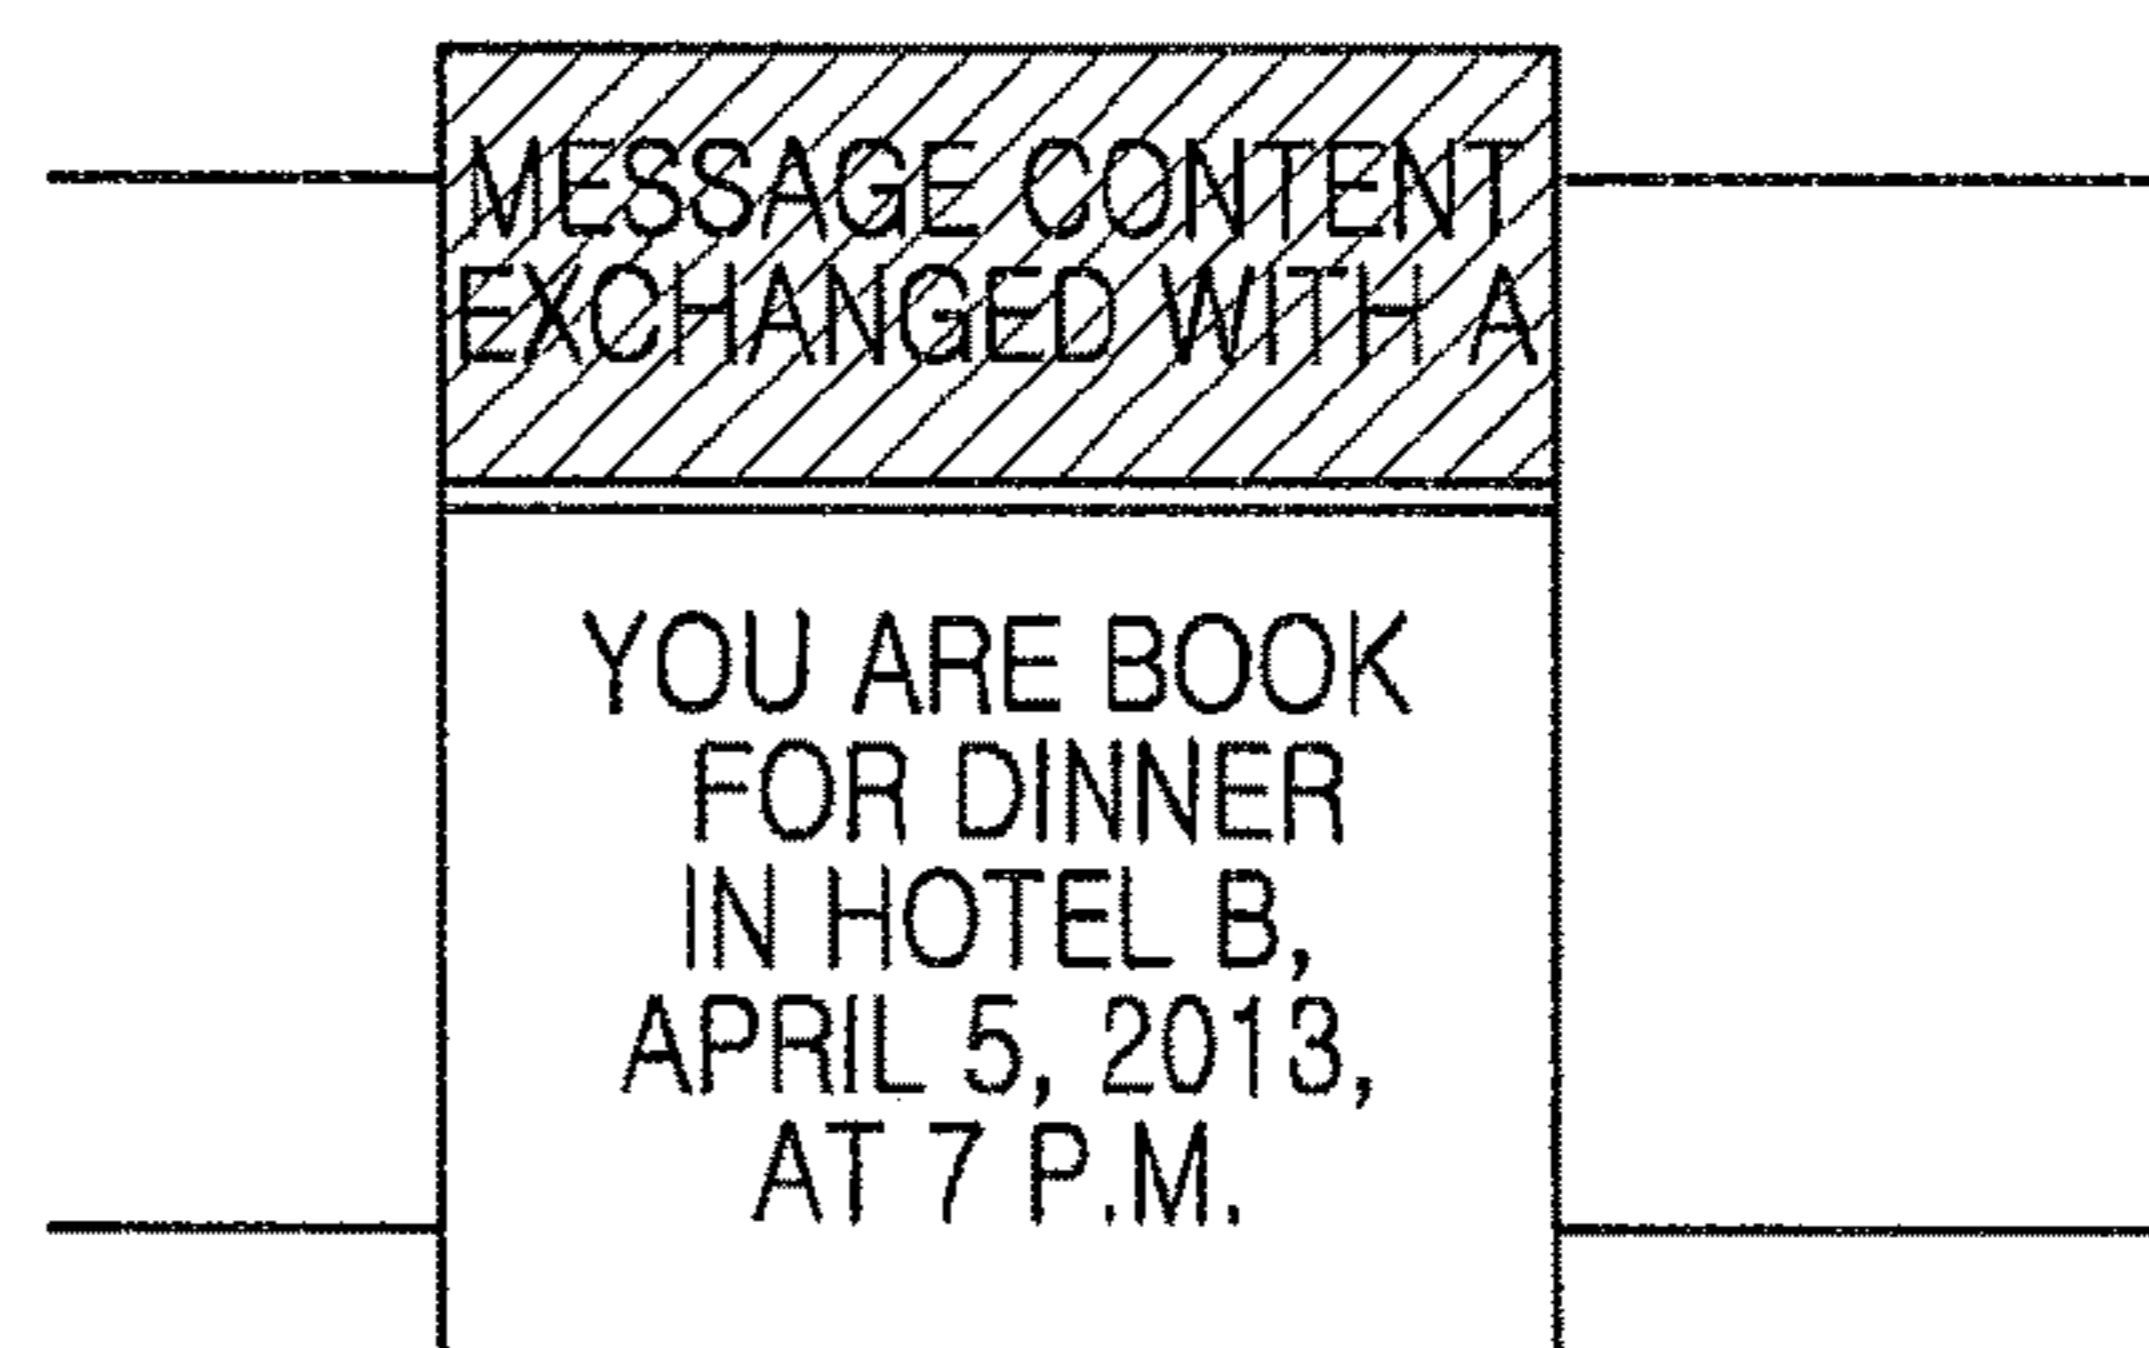 MESSAGE CONTENT
EXCHANGED WITH A
YOU ARE BOOK
FOR DINNER
IN HOTEL B,
APRIL 5, 2013,
AT 7 P.M.